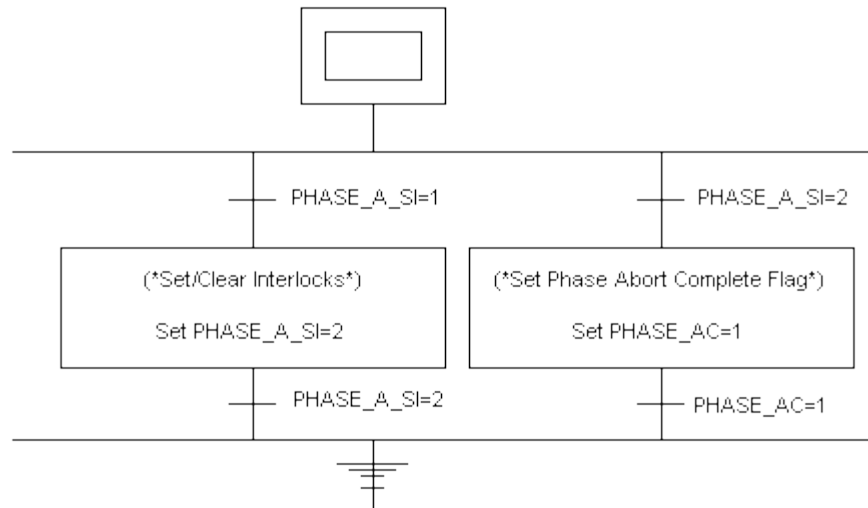 PHASE_A_SI=1
PHASE_A_SI=2
(*Set/Clear Interlocks*)
Set PHASE_A_SI=2
(*Set Phase Abort Complete Flag*)
Set PHASE_AC=1
PHASE_A_SI=2
PHASE_AC=1